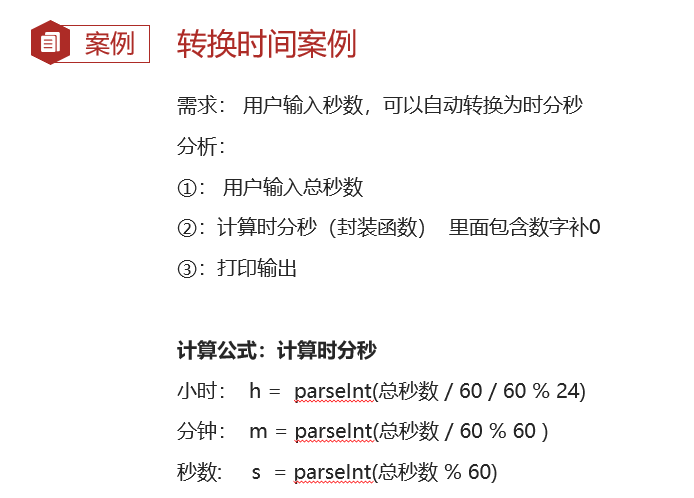 案例
转换时间案例
需求： 用户输入秒数，可以自动转换为时分秒
分析：
①： 用户输入总秒数
②：计算时分秒（封装函数） 里面包含数字补0
③：打印输出
计算公式：计算时分秒
小时： h = parseInt(总秒数 / 60 / 60 % 24)
分钟： m = parseInt(总秒数 / 60 % 60 )
秒数: s = parseInt(总秒数 % 60)